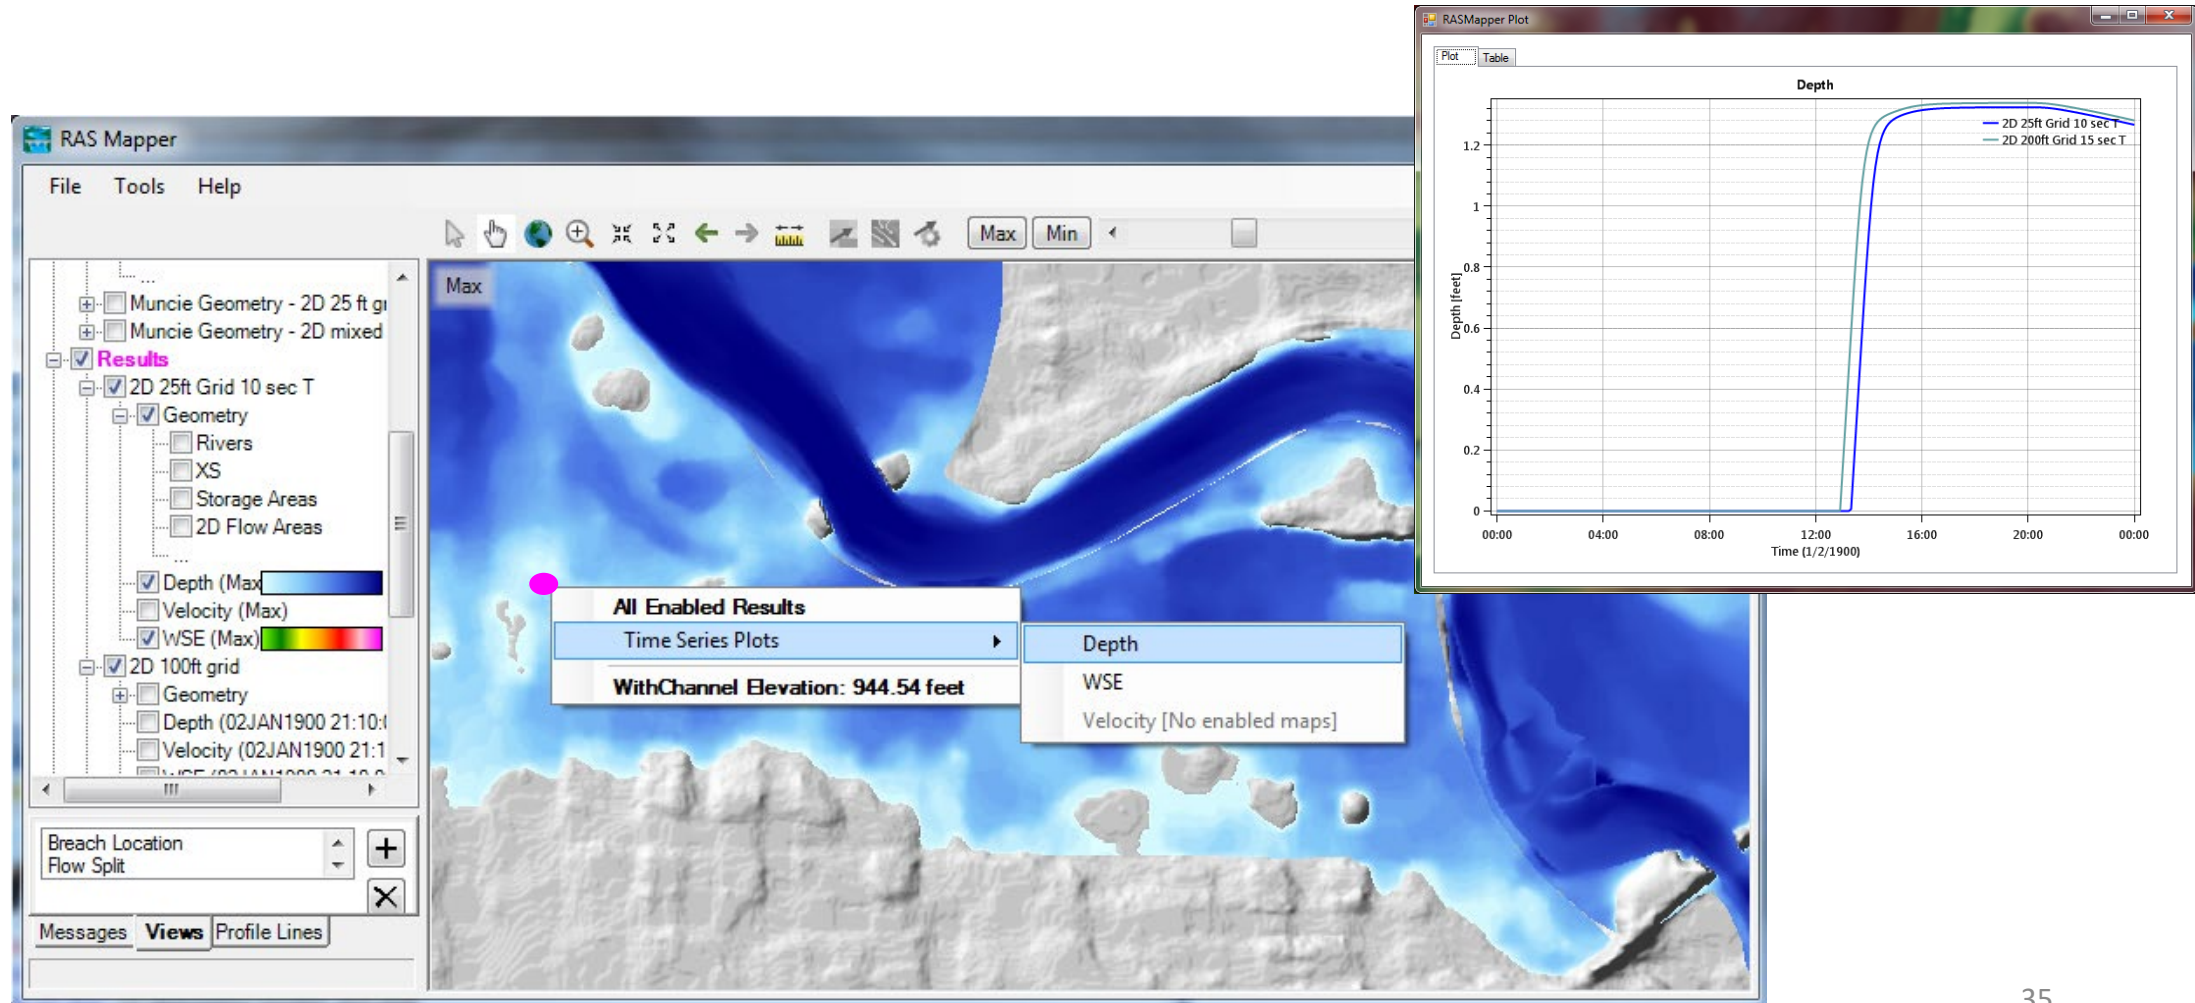 RASMapper Plot
Plot Table
Depth
2D 25ft Grid 10 sec T
2D 200ft Grid 15 sec T
1.2
1
0.8
0.6
0.4
0.2
0
Depth [feet]
00:00 04:00 08:00 12:00 16:00 20:00 00:00
Time (1/2/1900)
RAS Mapper
File Tools Help
Max Min
Max
...
Muncie Geometry - 2D 25 ft gr
Muncie Geometry - 2D mixed
Results
2D 25ft Grid 10 sec T
Geometry
Rivers
XS
Storage Areas
2D Flow Areas
...
Depth (Max
Velocity (Max)
WSE (Max)
2D 100ft grid
Geometry
Depth (02JAN1900 21:10:0
Velocity (02JAN1900 21:1
All Enabled Results
Time Series Plots
WithChannel Elevation: 944.54 feet
Depth
WSE
Velocity [No enabled maps]
Breach Location
Flow Split
Messages Views Profile Lines
35